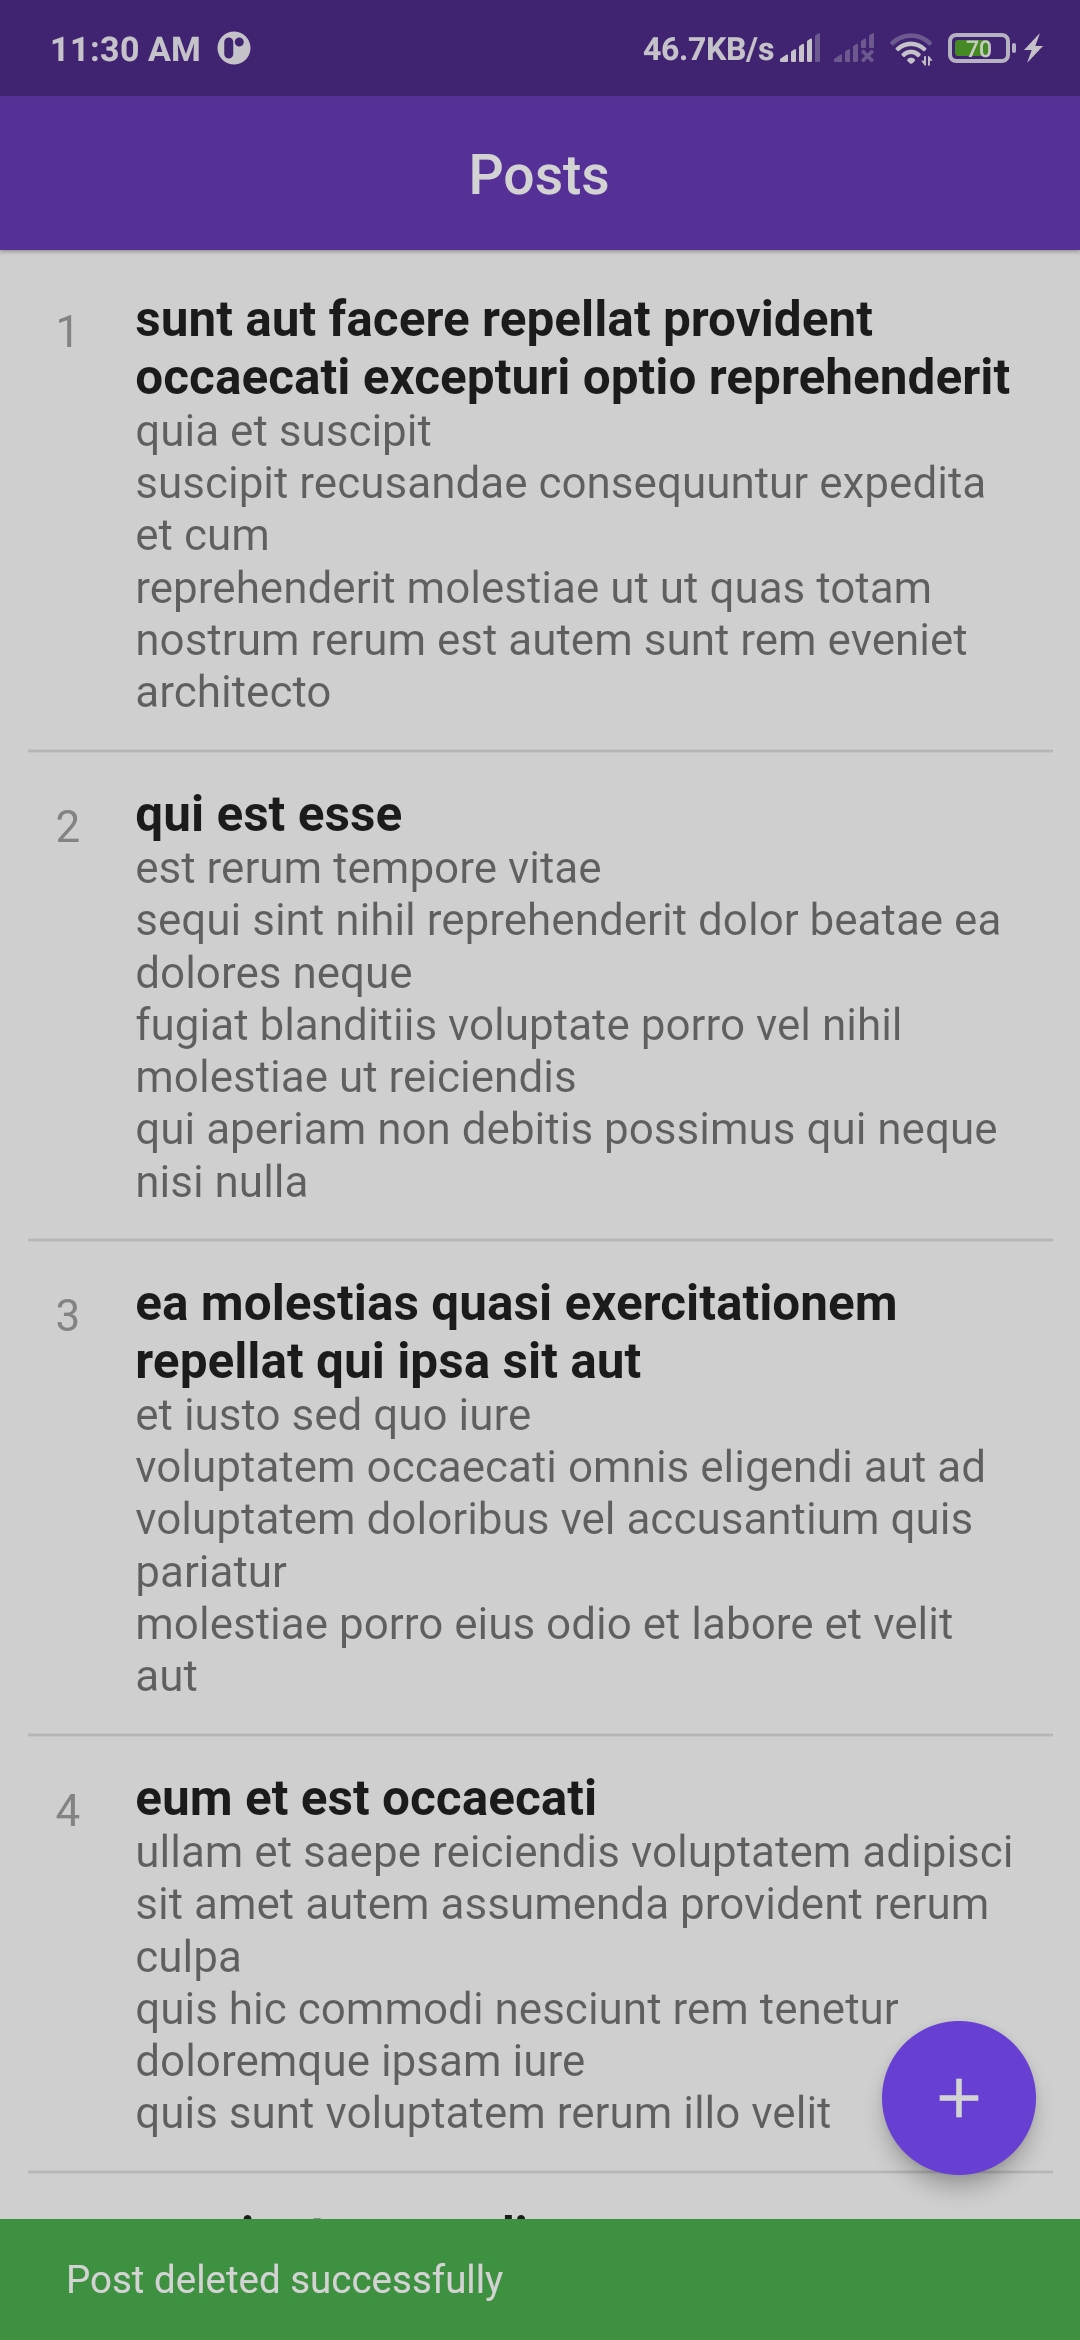 11:30 AM 46.7KB/s 70
Posts
1
sunt aut facere repellat provident
occaecati excepturi optio reprehenderit
quia et suscipit
suscipit recusandae consequuntur expedita
et cum
reprehenderit molestiae ut ut quas totam
nostrum rerum est autem sunt rem eveniet
architecto
2
qui est esse
est rerum tempore vitae
sequi sint nihil reprehenderit dolor beatae ea
dolores neque
fugiat blanditiis voluptate porro vel nihil
molestiae ut reiciendis
qui aperiam non debitis possimus qui neque
nisi nulla
3
ea molestias quasi exercitationem
repellat qui ipsa sit aut
et iusto sed quo iure
voluptatem occaecati omnis eligendi aut ad
voluptatem doloribus vel accusantium quis
pariatur
molestiae porro eius odio et labore et velit
aut
4
eum et est occaecati
ullam et saepe reiciendis voluptatem adipisci
sit amet autem assumenda provident rerum
culpa
quis hic commodi nesciunt rem tenetur
doloremque ipsam iure
quis sunt voluptatem rerum illo velit
+
Post deleted successfully